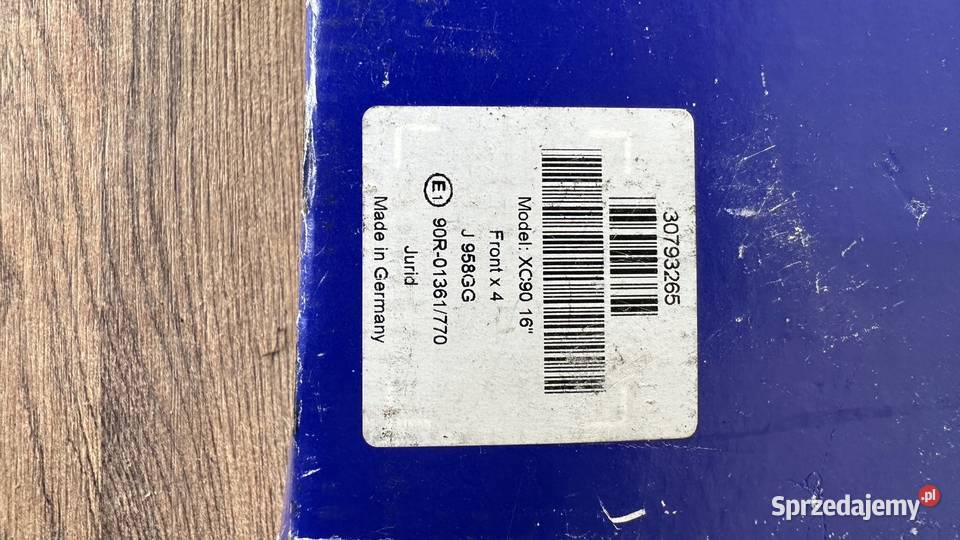 30793265
Model: XC90 16"
Front x 4
J 958GG
E1 90R-01361/770
Jurid
Made in Germany
Sprzedajemy.pl